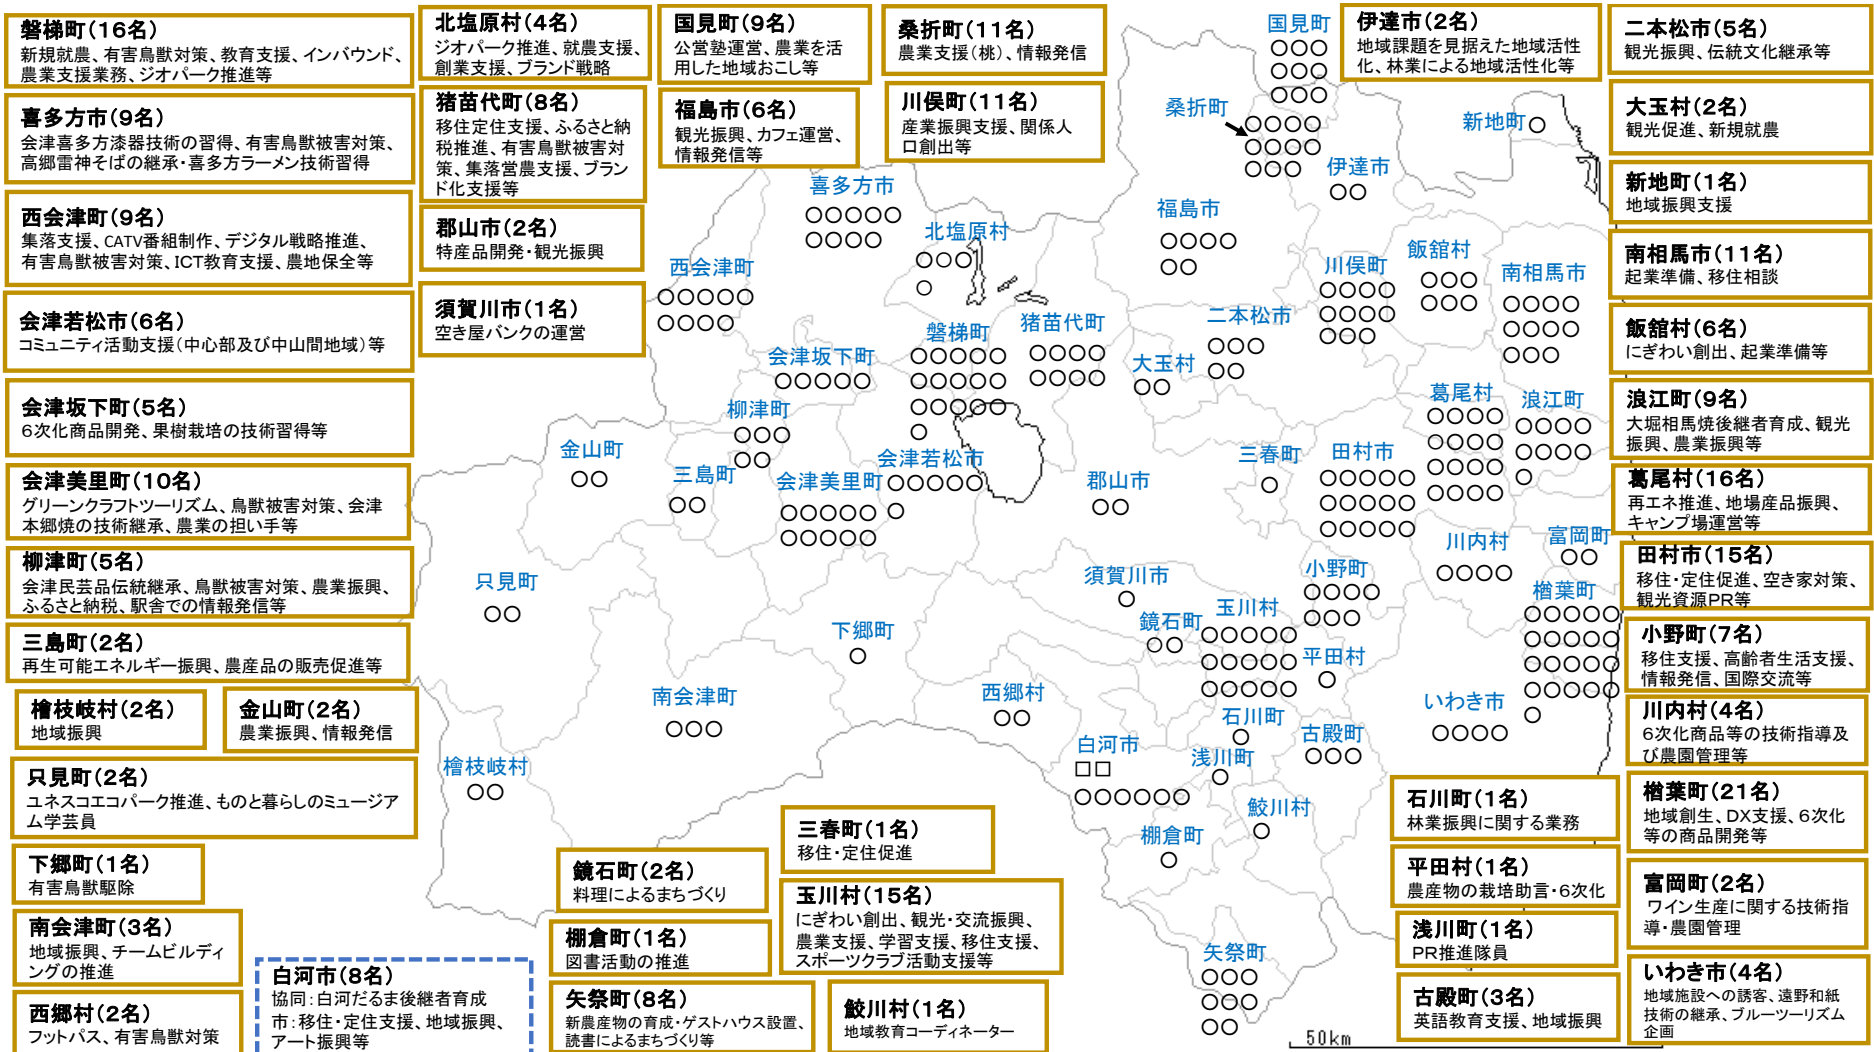 磐梯町(16名)
新規就農、有害鳥獣対策、教育支援、インバウンド、
農業支援業務、ジオパーク推進等
喜多方市(9名)
会津喜多方漆器技術の習得、有害鳥獣被害対策、
高郷雷神そばの継承・喜多方ラーメン技術習得
西会津町(9名)
集落支援、CATV番組制作、デジタル戦略推進、
有害鳥獣被害対策、ICT教育支援、農地保全等
会津若松市(6名)
コミュニティ活動支援(中心部及び中山間地域)等
会津坂下町(5名)
6次化商品開発、果樹栽培の技術習得等
会津美里町(10名)
グリーンクラフトツーリズム、鳥獣被害対策、会津
本郷焼の技術継承、農業の担い手等
柳津町(5名)
会津民芸品伝統継承、鳥獣被害対策、農業振興、
ふるさと納税、駅舎での情報発信等
三島町(2名)
再生可能エネルギー振興、農産品の販売促進等
檜枝岐村(2名)
地域振興
金山町(2名)
農業振興、情報発信
只見町(2名)
ユネスコエコパーク推進、ものと暮らしのミュージア
ム学芸員
下郷町(1名)
有害鳥獣駆除
南会津町(3名)
地域振興、チームビルディ
ングの推進
西郷村(2名)
フットパス、有害鳥獣対策
白河市(8名)
協同:白河だるま後継者育成
市:移住・定住支援、地域振興、
アート振興等
北塩原村(4名)
ジオパーク推進、就農支援、
創業支援、ブランド戦略
猪苗代町(8名)
移住定住支援、ふるさと納
税推進、有害鳥獣被害対
策、集落営農支援、ブラン
ド化支援等
郡山市(2名)
特産品開発・観光振興
須賀川市(1名)
空き屋バンクの運営
国見町(9名)
公営塾運営、農業を活
用した地域おこし等
福島市(6名)
観光振興、カフェ運営、
情報発信等
桑折町(11名)
農業支援(桃)、情報発信
川俣町(11名)
産業振興支援、関係人
口創出等
伊達市(2名)
地域課題を見据えた地域活性
化、林業による地域活性化等
二本松市(5名)
観光振興、伝統文化継承等
大玉村(2名)
観光促進、新規就農
新地町(1名)
地域振興支援
南相馬市(11名)
起業準備、移住相談
飯舘村(6名)
にぎわい創出、起業準備等
浪江町(9名)
大堀相馬焼後継者育成、観光
振興、農業振興等
葛尾村(16名)
再エネ推進、地場産品振興、
キャンプ場運営等
田村市(15名)
移住・定住促進、空き家対策、
観光資源PR等
小野町(7名)
移住支援、高齢者生活支援、
情報発信、国際交流等
川内村(4名)
6次化商品等の技術指導及
び農園管理等
楢葉町(21名)
地域創生、DX支援、6次化
等の商品開発等
富岡町(2名)
ワイン生産に関する技術指
導・農園管理
いわき市(4名)
地域施設への誘客、遠野和紙
技術の継承、ブルーツーリズム
企画
石川町(1名)
林業振興に関する業務
平田村(1名)
農産物の栽培助言・6次化
浅川町(1名)
PR推進隊員
古殿町(3名)
英語教育支援、地域振興
三春町(1名)
移住・定住促進
玉川村(15名)
にぎわい創出、観光・交流振興、
農業支援、学習支援、移住支援、
スポーツクラブ活動支援等
鮫川村(1名)
地域教育コーディネーター
鏡石町(2名)
料理によるまちづくり
棚倉町(1名)
図書活動の推進
矢祭町(8名)
新農産物の育成・ゲストハウス設置、
読書によるまちづくり等
国見町
桑折町
新地町
伊達市
喜多方市
福島市
北塩原村
飯舘村
西会津町
川俣町
南相馬市
磐梯町
猪苗代町
二本松市
会津坂下町
大玉村
柳津町
葛尾村
浪江町
金山町
会津若松市
三春町
田村市
三島町
会津美里町
郡山市
富岡町
川内村
只見町
須賀川市
小野町
楢葉町
玉川村
鏡石町
下郷町
平田村
南会津町
西郷村
いわき市
石川町
古殿町
白河市
浅川町
檜枝岐村
鮫川村
棚倉町
矢祭町
50km